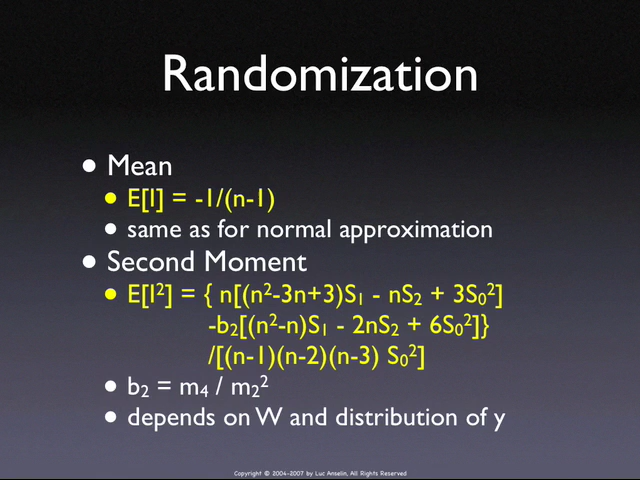 Randomization
• Mean
• E[I] = -1/(n-1)
• same as for normal approximation
• Second Moment
• E[I²] = { n[(n²-3n+3)S₁ - nS₂ + 3S₀²]
-b₂[(n²-n)S₁ - 2nS₂ + 6S₀²]}
/[(n-1)(n-2)(n-3) S₀²]
• b₂ = m₄ / m₂²
• depends on W and distribution of y
Copyright © 2004-2007 by Luc Anselin, All Rights Reserved